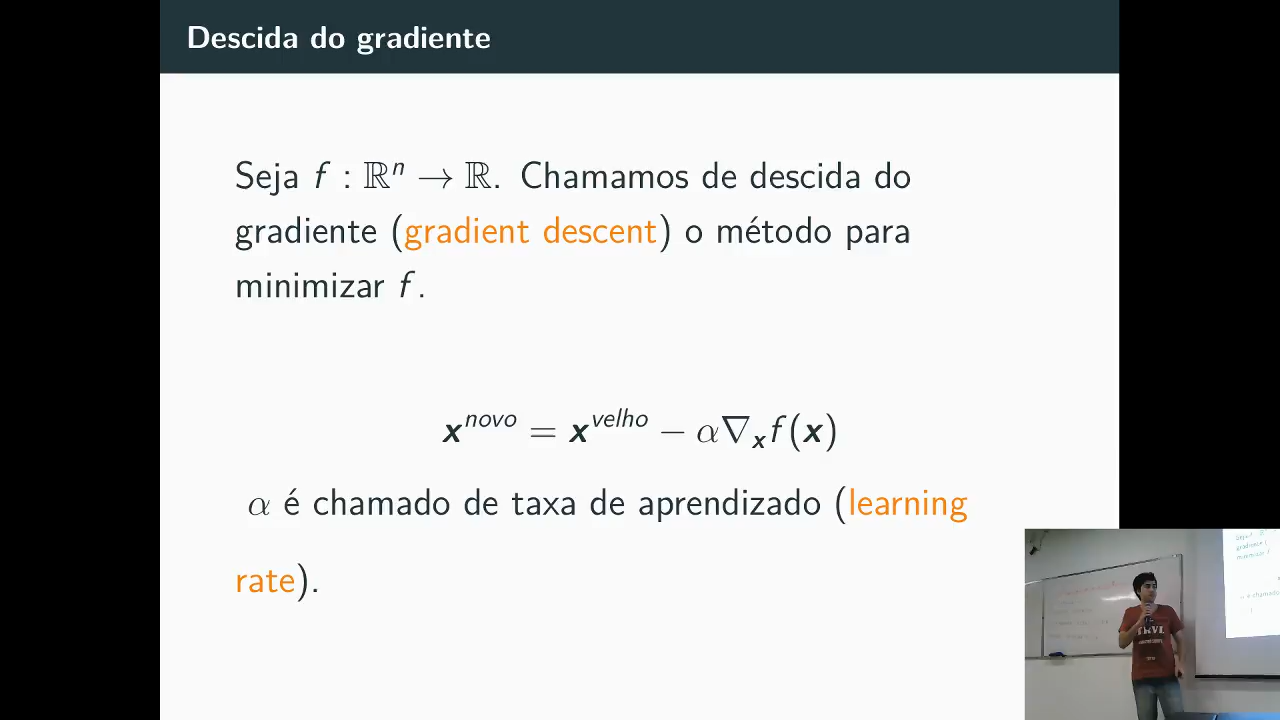 Descida do gradiente
Seja f : ℝⁿ → ℝ. Chamamos de descida do
gradiente (gradient descent) o método para
minimizar f.
x^novo = x^velho − α∇ₓf(x)
α é chamado de taxa de aprendizado (learning
rate).